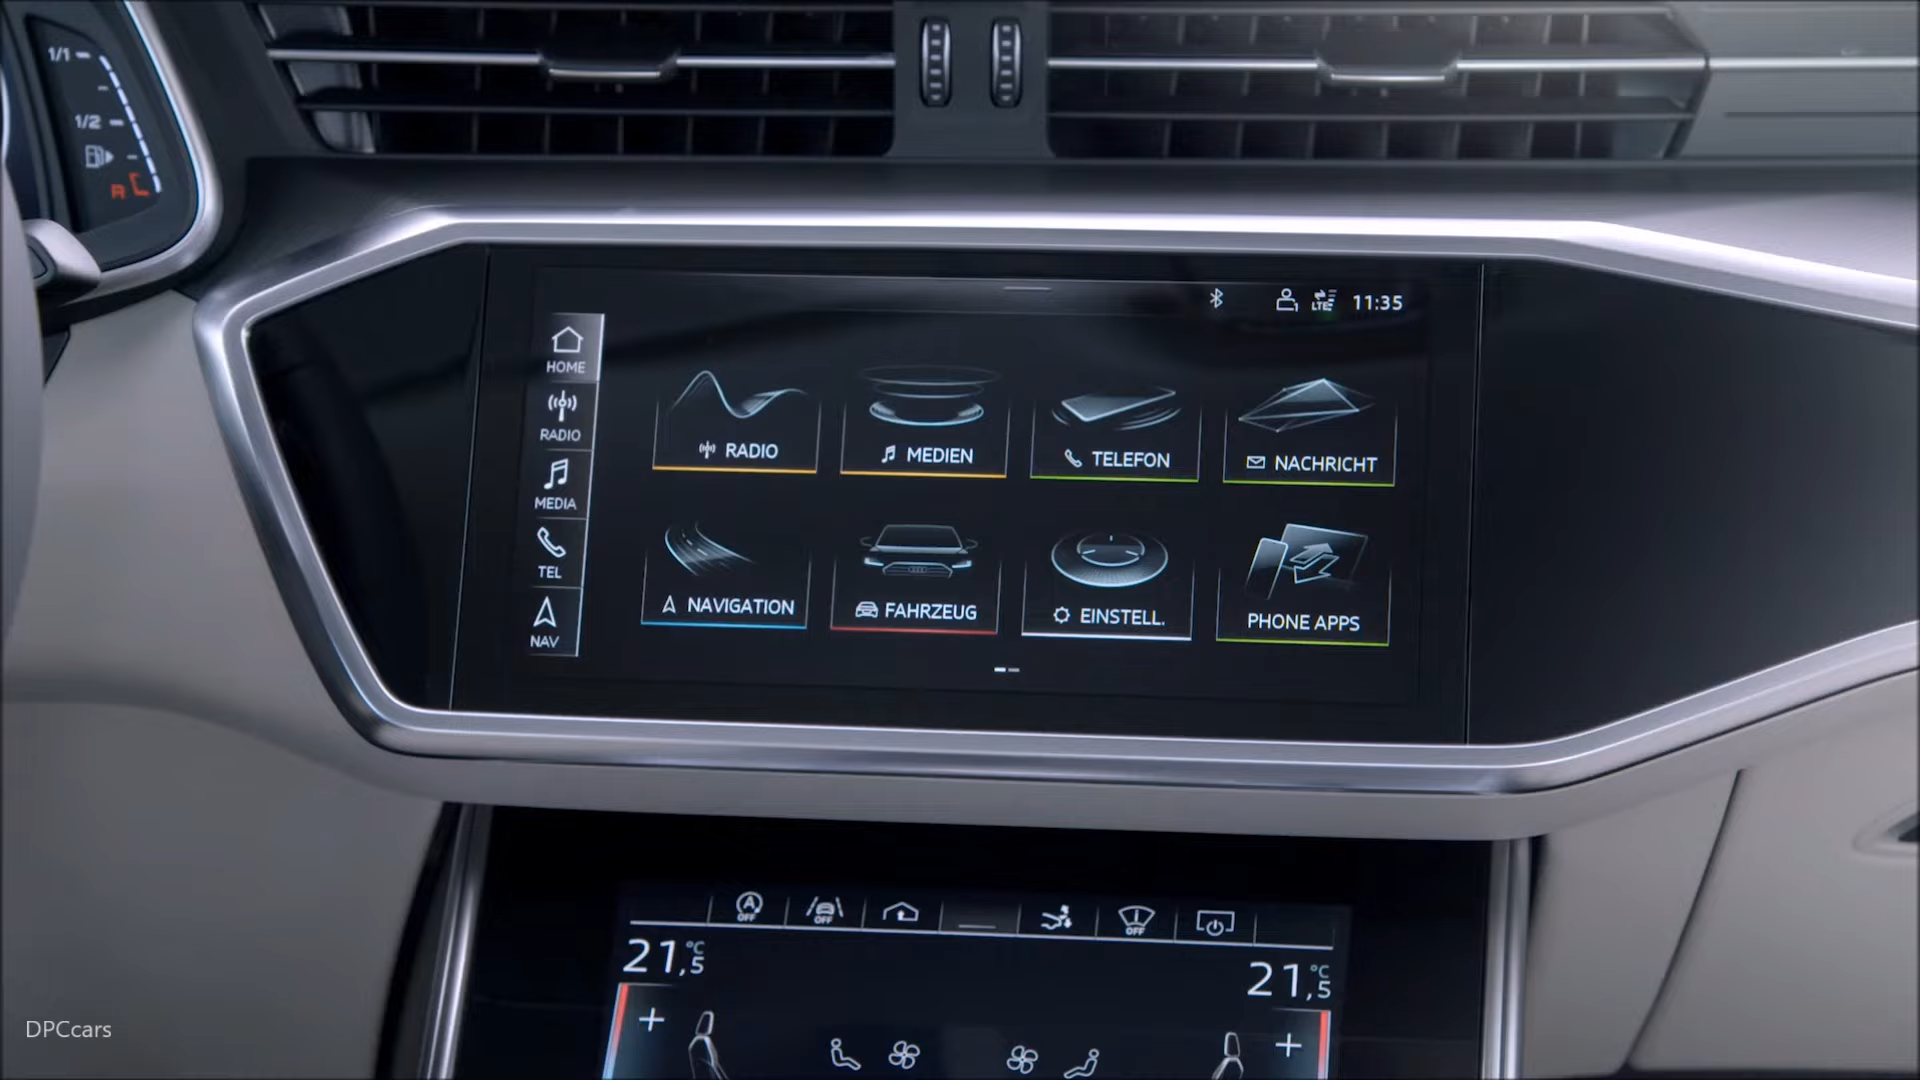 1/1
1/2
R
11:35
LTE
HOME
RADIO
MEDIA
TEL
NAV
RADIO
MEDIEN
TELEFON
NACHRICHT
NAVIGATION
FAHRZEUG
EINSTELL.
PHONE APPS
A
OFF
OFF
OFF
21,5 °C
21,5 °C
+
+
DPCcars